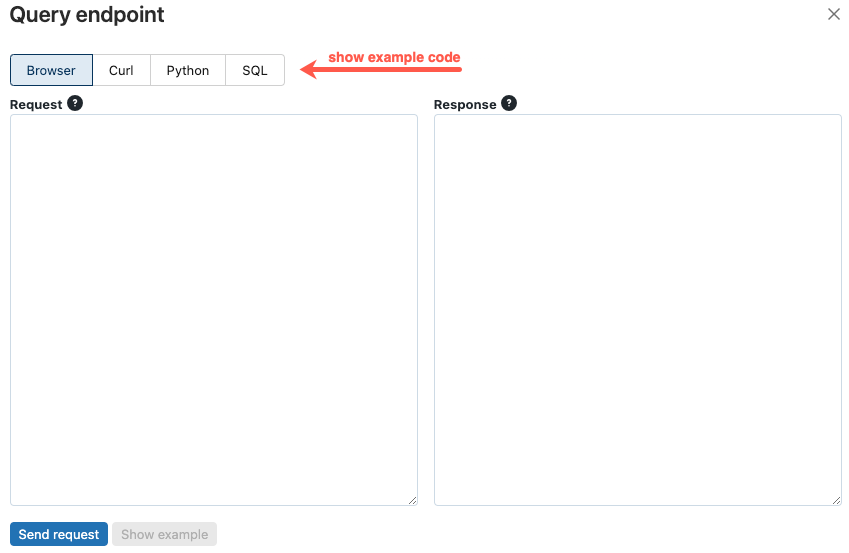 Query endpoint
show example code
Browser Curl Python SQL
Request ?
Response ?
Send request Show example